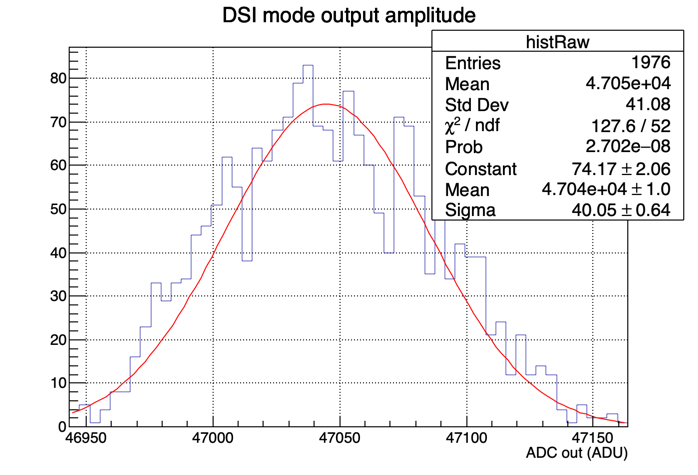 DSI mode output amplitude
histRaw
Entries 1976
Mean 4.705e+04
Std Dev 41.08
χ² / ndf 127.6 / 52
Prob 2.702e−08
Constant 74.17 ± 2.06
Mean 4.704e+04 ± 1.0
Sigma 40.05 ± 0.64
80
70
60
50
40
30
20
10
0
46950 47000 47050 47100 47150
ADC out (ADU)